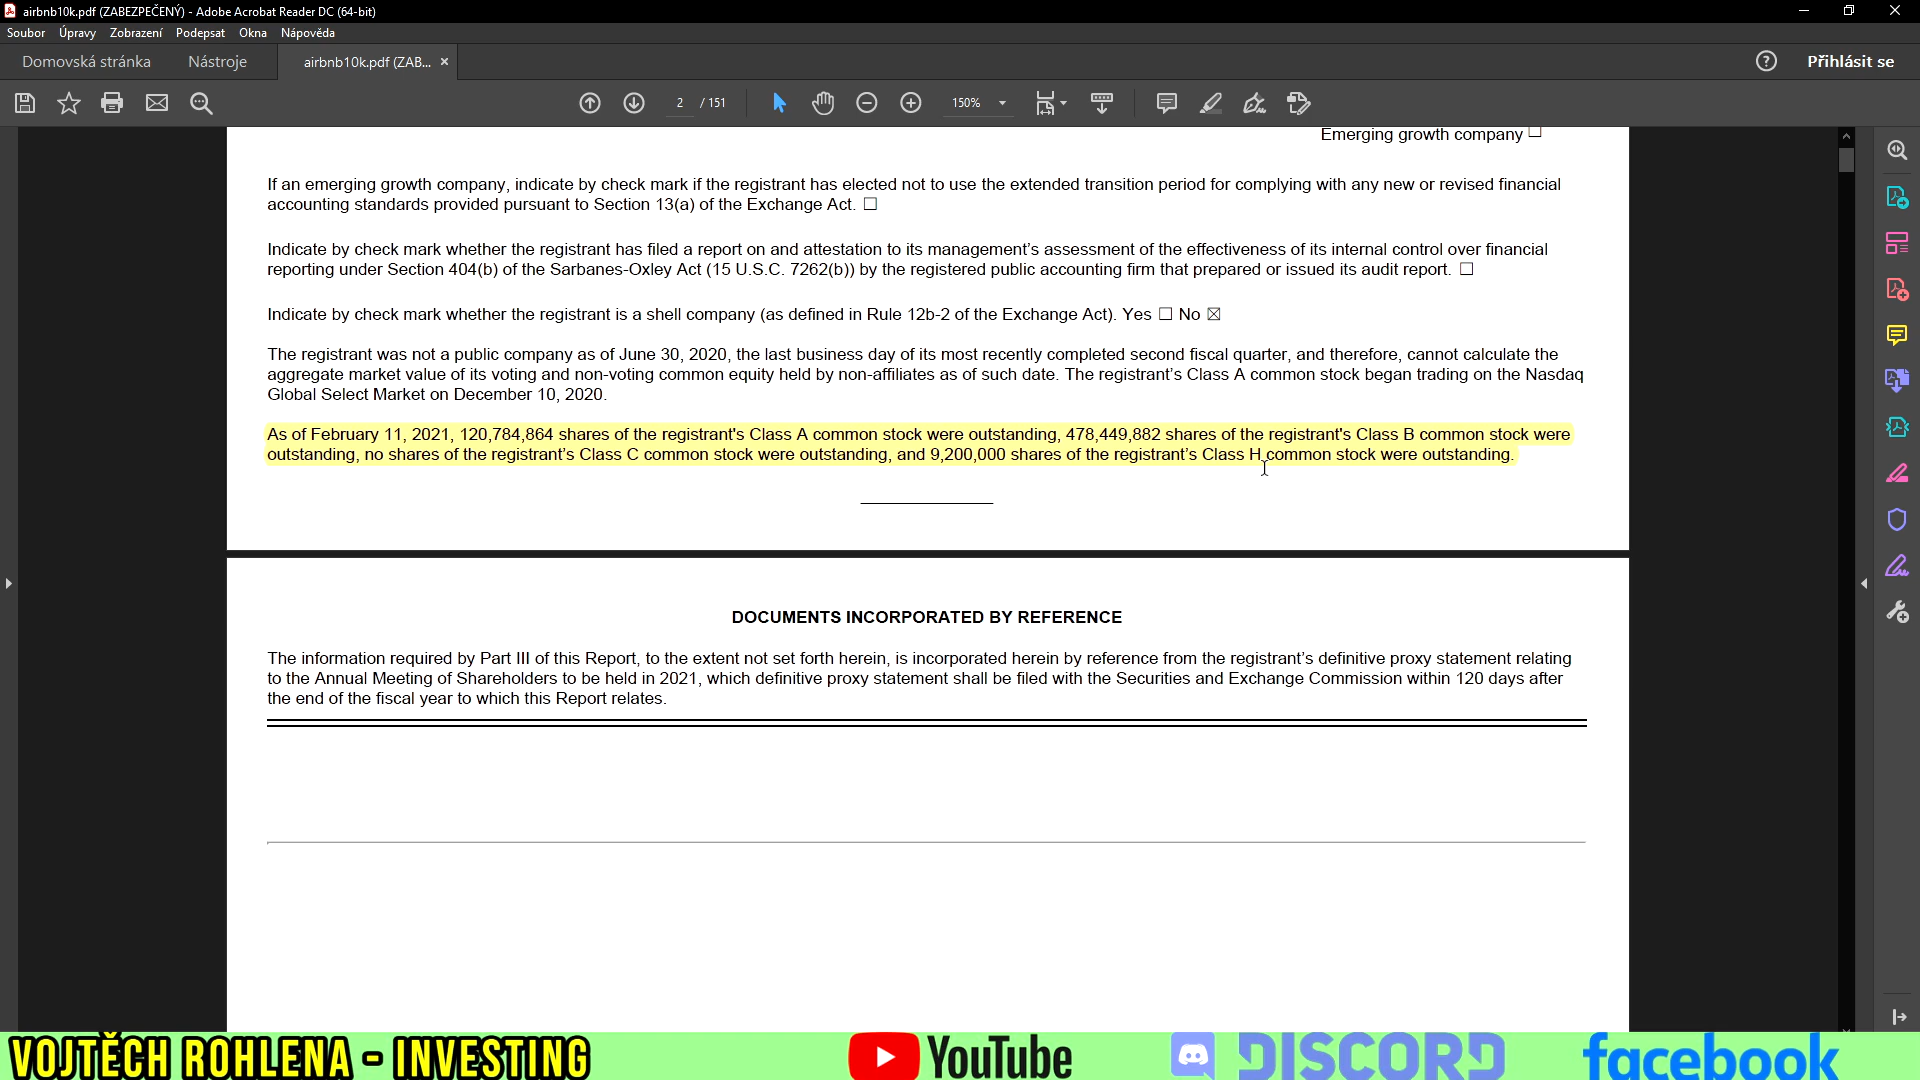 airbnb10k.pdf (ZABEZPEČENÝ) - Adobe Acrobat Reader DC (64-bit)
Soubor Úpravy Zobrazení Podepsat Okna Nápověda
Domovská stránka Nástroje airbnb10k.pdf (ZAB... × Přihlásit se
2 / 151 150%
Emerging growth company ☐
If an emerging growth company, indicate by check mark if the registrant has elected not to use the extended transition period for complying with any new or revised financial
accounting standards provided pursuant to Section 13(a) of the Exchange Act. ☐
Indicate by check mark whether the registrant has filed a report on and attestation to its management's assessment of the effectiveness of its internal control over financial
reporting under Section 404(b) of the Sarbanes-Oxley Act (15 U.S.C. 7262(b)) by the registered public accounting firm that prepared or issued its audit report. ☐
Indicate by check mark whether the registrant is a shell company (as defined in Rule 12b-2 of the Exchange Act). Yes ☐ No ☒
The registrant was not a public company as of June 30, 2020, the last business day of its most recently completed second fiscal quarter, and therefore, cannot calculate the
aggregate market value of its voting and non-voting common equity held by non-affiliates as of such date. The registrant's Class A common stock began trading on the Nasdaq
Global Select Market on December 10, 2020.
As of February 11, 2021, 120,784,864 shares of the registrant's Class A common stock were outstanding, 478,449,882 shares of the registrant's Class B common stock were
outstanding, no shares of the registrant's Class C common stock were outstanding, and 9,200,000 shares of the registrant's Class H common stock were outstanding.
DOCUMENTS INCORPORATED BY REFERENCE
The information required by Part III of this Report, to the extent not set forth herein, is incorporated herein by reference from the registrant's definitive proxy statement relating
to the Annual Meeting of Shareholders to be held in 2021, which definitive proxy statement shall be filed with the Securities and Exchange Commission within 120 days after
the end of the fiscal year to which this Report relates.
VOJTĚCH ROHLENA - INVESTING YouTube DISCORD facebook